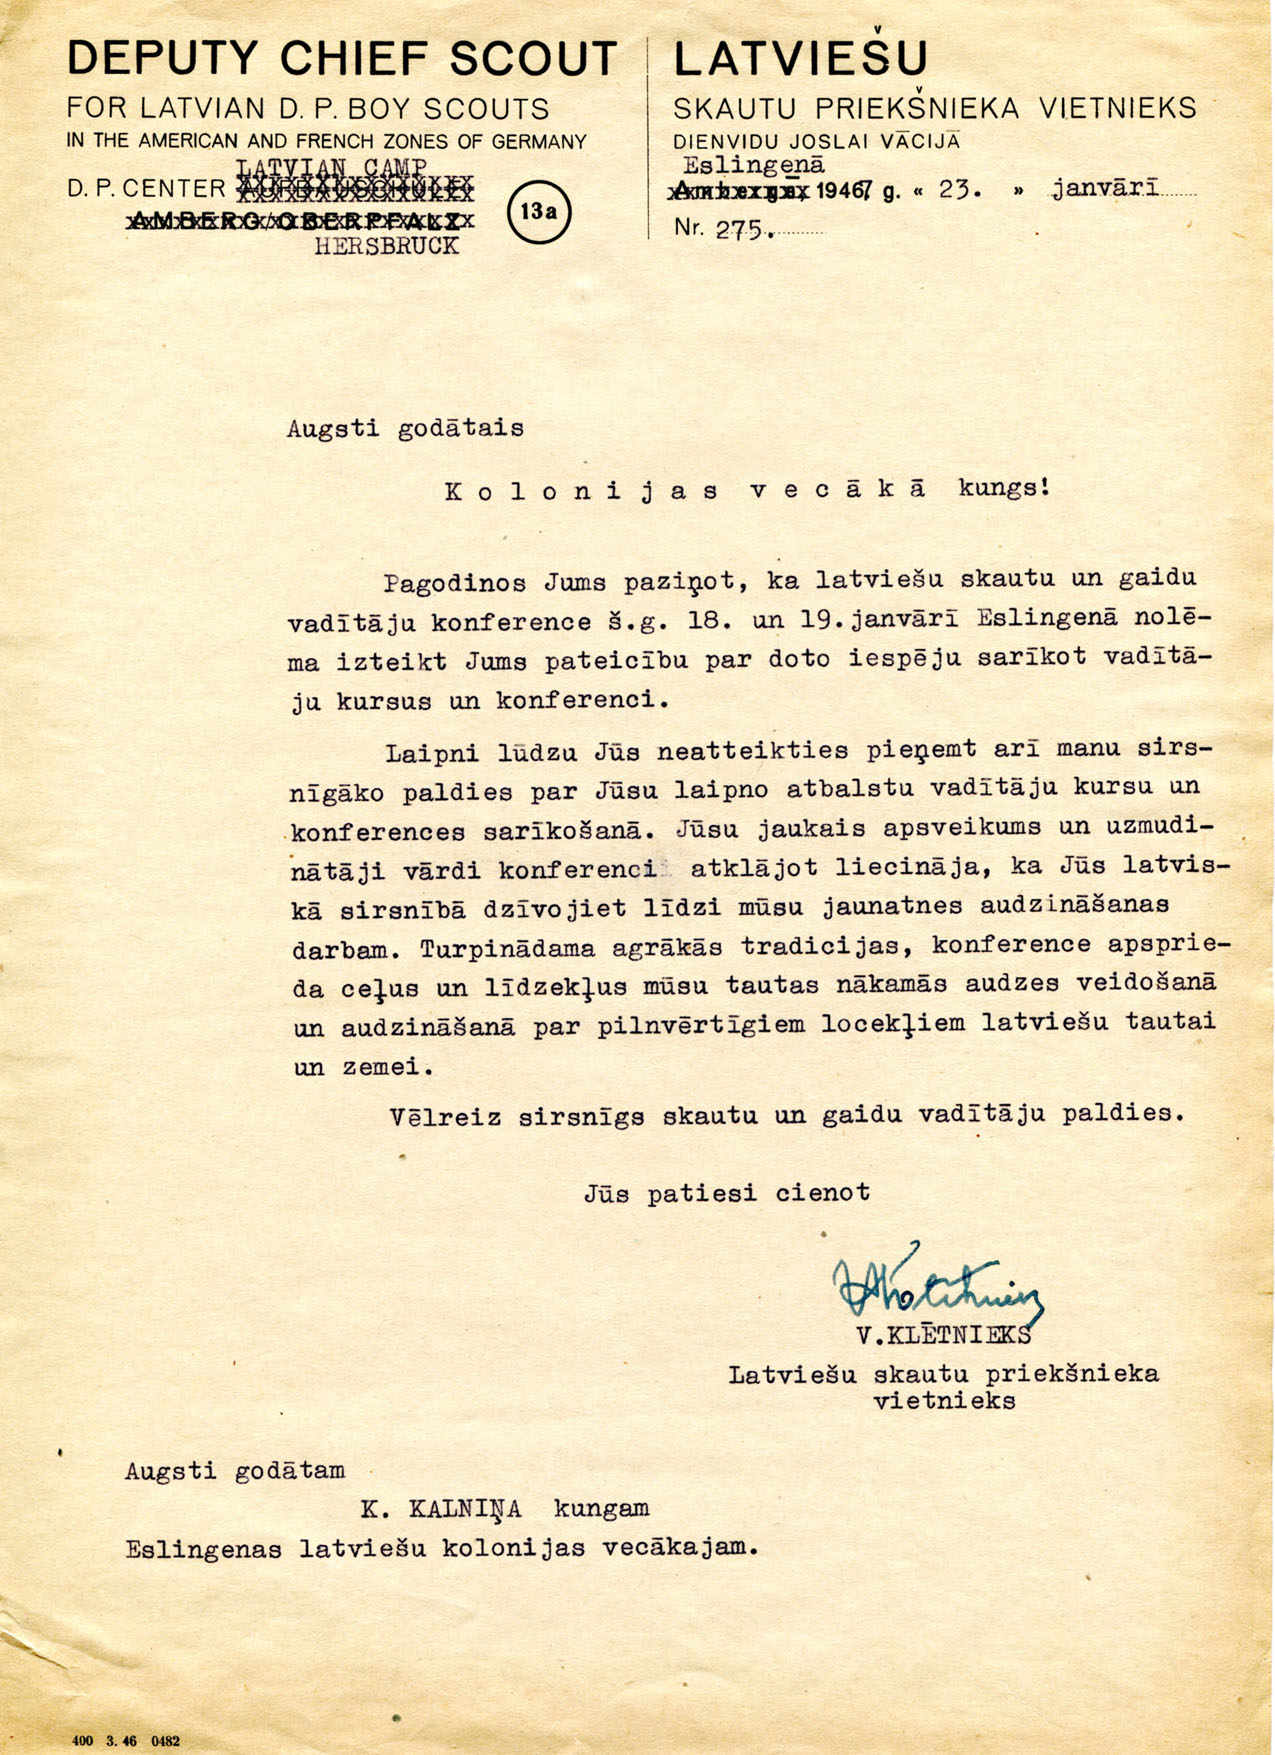 DEPUTY CHIEF SCOUT
FOR LATVIAN D. P. BOY SCOUTS
IN THE AMERICAN AND FRENCH ZONES OF GERMANY
LATVIAN CAMP
D. P. CENTER
AMBERG/OBERPFALZ
HERSBRUCK
13a
LATVIEŠU
SKAUTU PRIEKŠNIEKA VIETNIEKS
DIENVIDU JOSLAI VĀCIJĀ
Eslingenā
Ambergā, 1947 g. « 23. » janvārī
Nr. 275.
Augsti godātais
Kolonijas vecākā kungs!
Pagodinos Jums paziņot, ka latviešu skautu un gaidu
vadītāju konference š.g. 18. un 19.janvārī Eslingenā nolē-
ma izteikt Jums pateicību par doto iespēju sarīkot vadītā-
ju kursus un konferenci.
Laipni lūdzu Jūs neatteikties pieņemt arī manu sirs-
nīgāko paldies par Jūsu laipno atbalstu vadītāju kursu un
konferences sarīkošanā. Jūsu jaukais apsveikums un uzmudi-
nātāji vārdi konferenci atklājot liecināja, ka Jūs latvis-
kā sirsnībā dzīvojiet līdzi mūsu jaunatnes audzināšanas
darbam. Turpinādama agrākās tradicijas, konference apsprie-
da ceļus un līdzekļus mūsu tautas nākamās audzes veidošanā
un audzināšanā par pilnvērtīgiem locekļiem latviešu tautai
un zemei.
Vēlreiz sirsnīgs skautu un gaidu vadītāju paldies.
Jūs patiesi cienot
V.KLĒTNIEKS
Latviešu skautu priekšnieka
vietnieks
Augsti godātam
K. KALNIŅA kungam
Eslingenas latviešu kolonijas vecākajam.
400 3. 46 0482